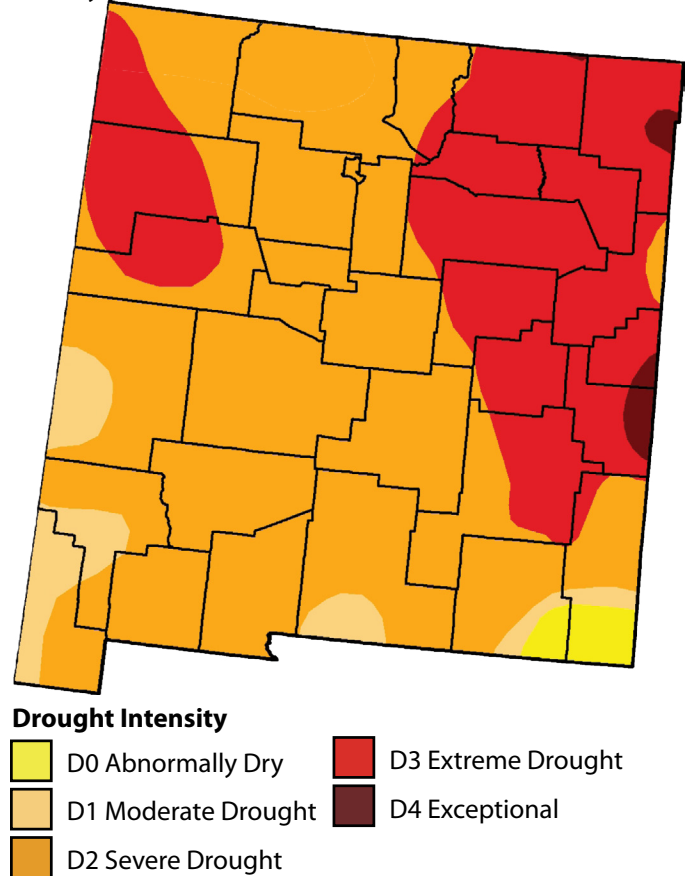 Drought Intensity
D0 Abnormally Dry
D1 Moderate Drought
D2 Severe Drought
D3 Extreme Drought
D4 Exceptional